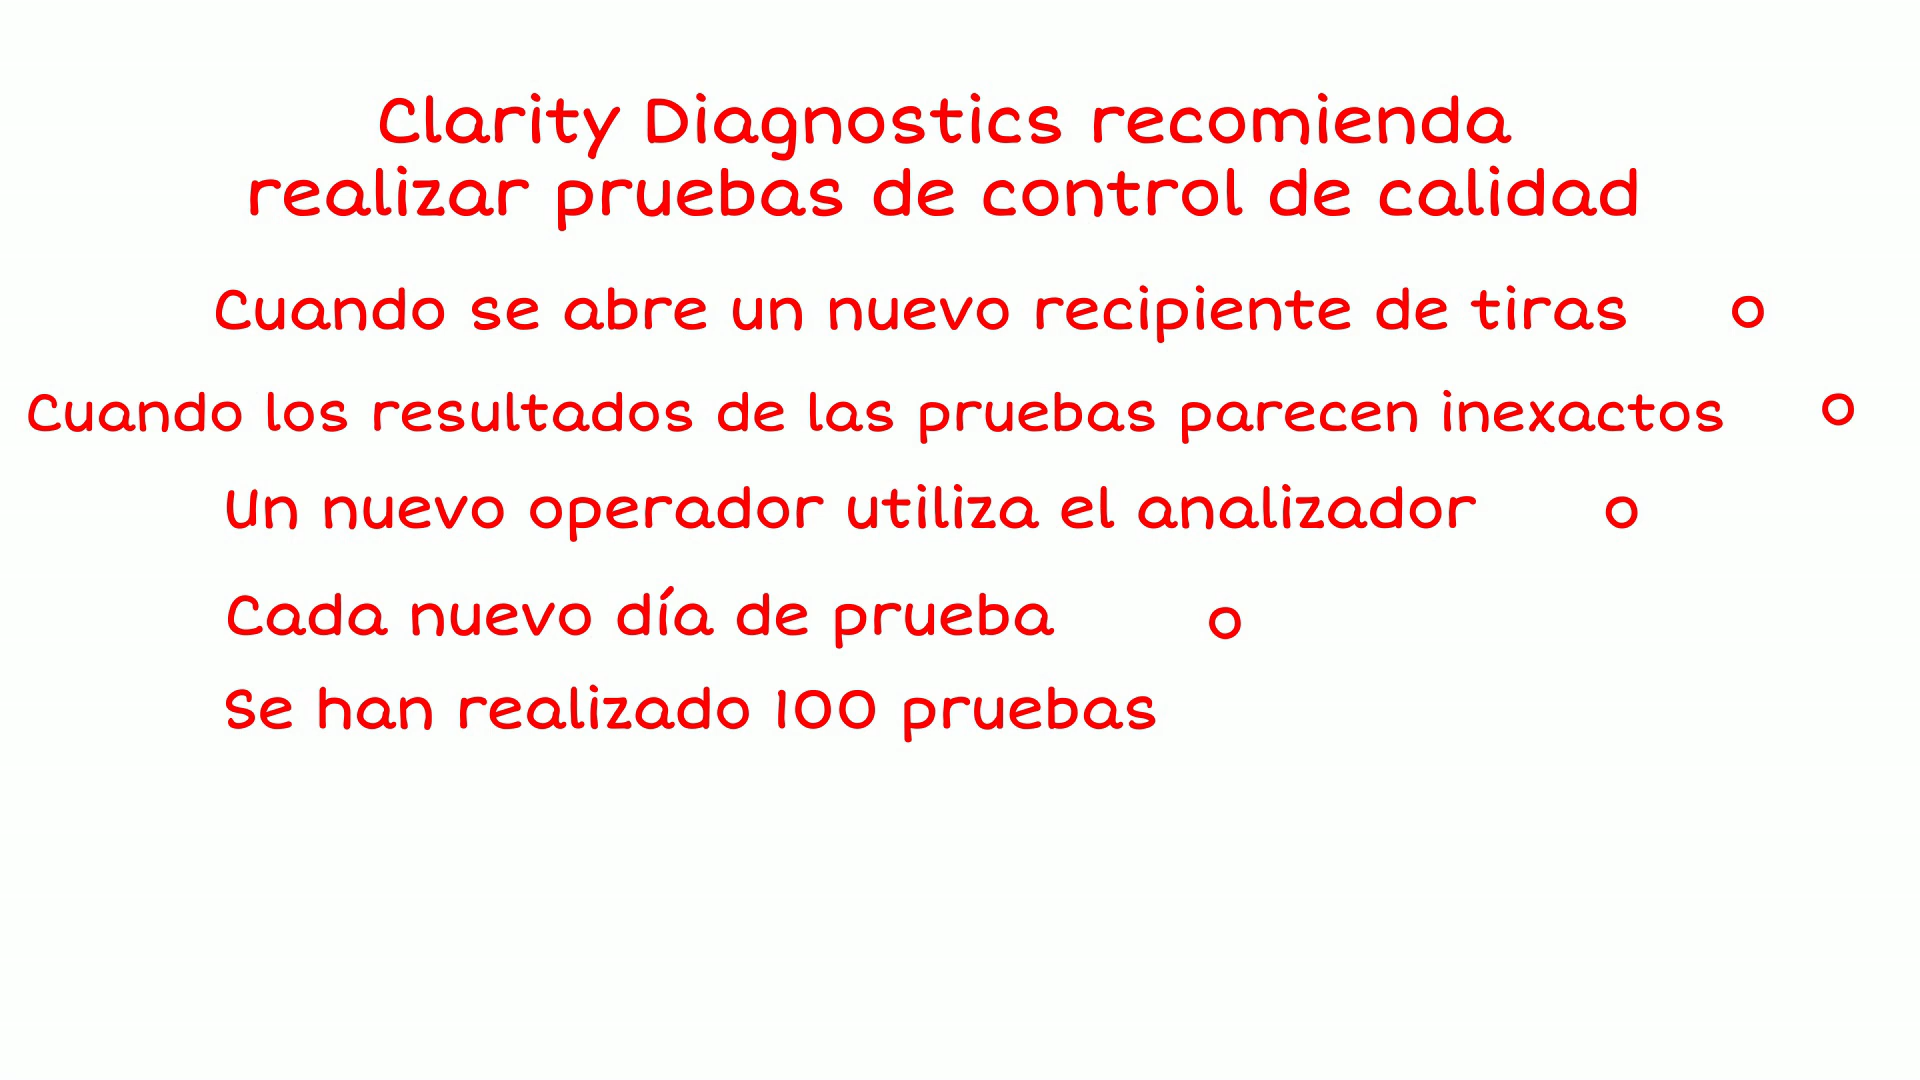 Clarity Diagnostics recomienda
realizar pruebas de control de calidad
Cuando se abre un nuevo recipiente de tiras o
Cuando los resultados de las pruebas parecen inexactos o
Un nuevo operador utiliza el analizador o
Cada nuevo día de prueba o
Se han realizado 100 pruebas